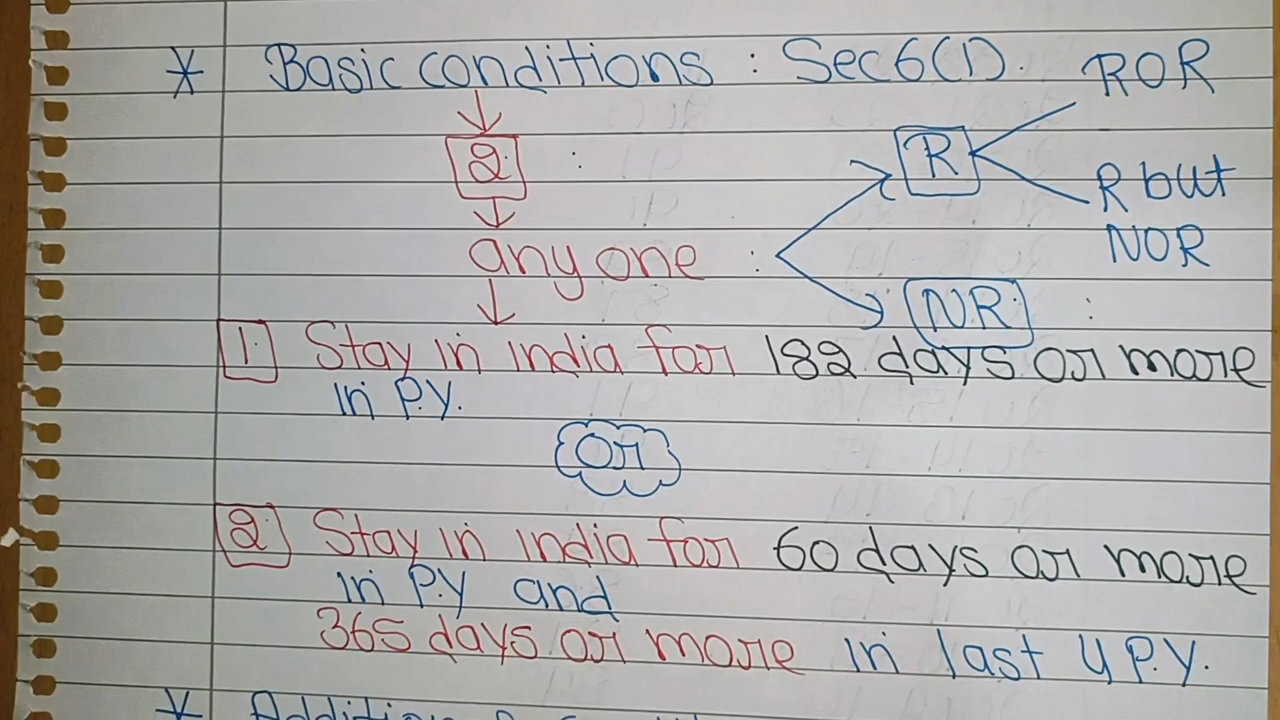 * Basic conditions : Sec 6(1). ROR
2 : R
R but
any one : NOR
NR :
1. Stay in india for 182 days or more
in P.Y.
or
2. Stay in india for 60 days or more
in P.Y and
365 days or more in last 4 P.Y.
*